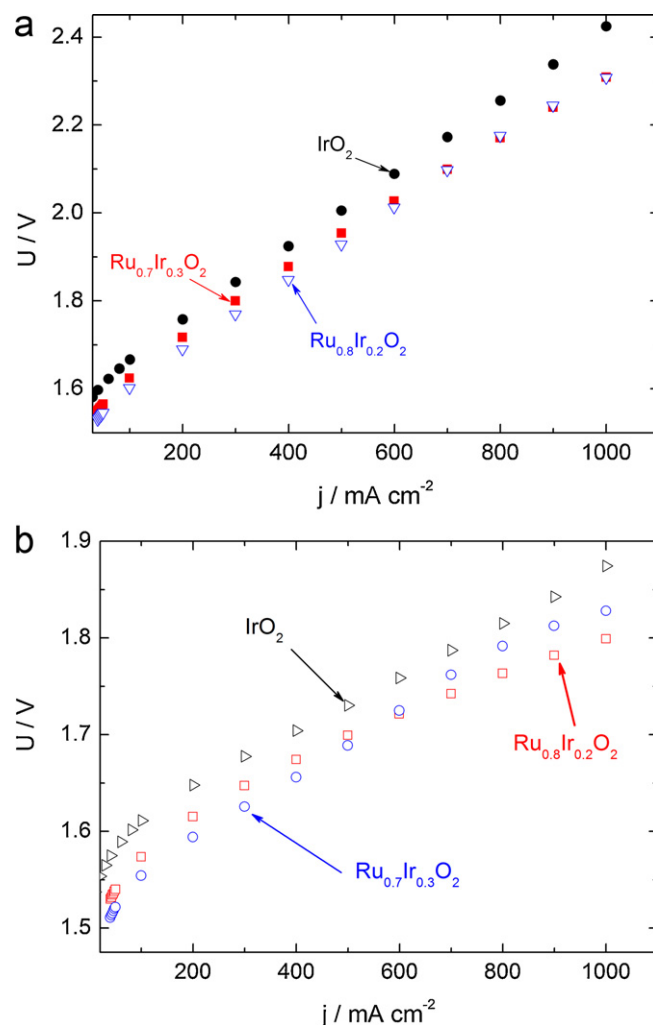 a
2.4
2.2
2.0
1.8
1.6
U / V
IrO₂
Ru₀.₇Ir₀.₃O₂
Ru₀.₈Ir₀.₂O₂
200 400 600 800 1000
j / mA cm⁻²
b
1.9
1.8
1.7
1.6
1.5
U / V
IrO₂
Ru₀.₈Ir₀.₂O₂
Ru₀.₇Ir₀.₃O₂
200 400 600 800 1000
j / mA cm⁻²